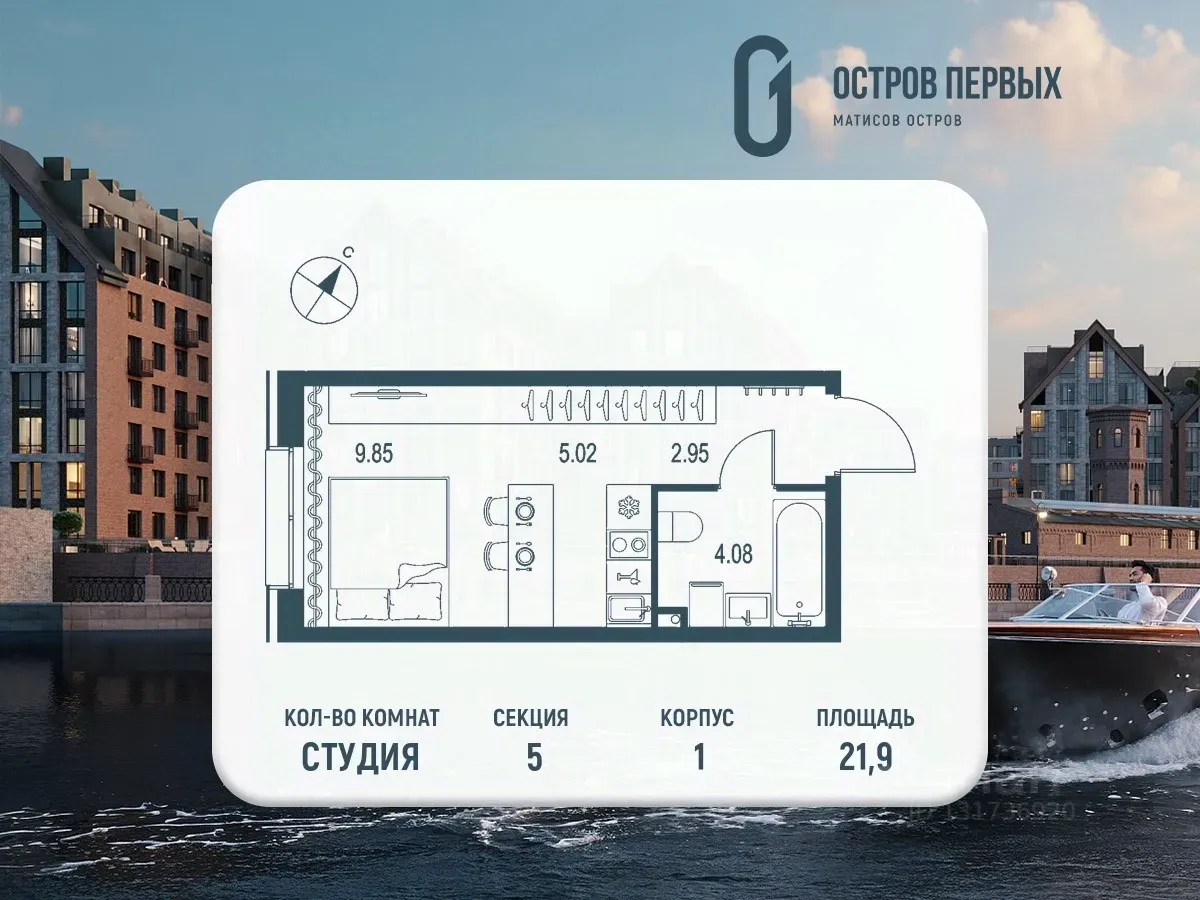 ОСТРОВ ПЕРВЫХ
МАТИСОВ ОСТРОВ
С
9.85
5.02
2.95
4.08
КОЛ-ВО КОМНАТ
СТУДИЯ
СЕКЦИЯ
5
КОРПУС
1
ПЛОЩАДЬ
21,9